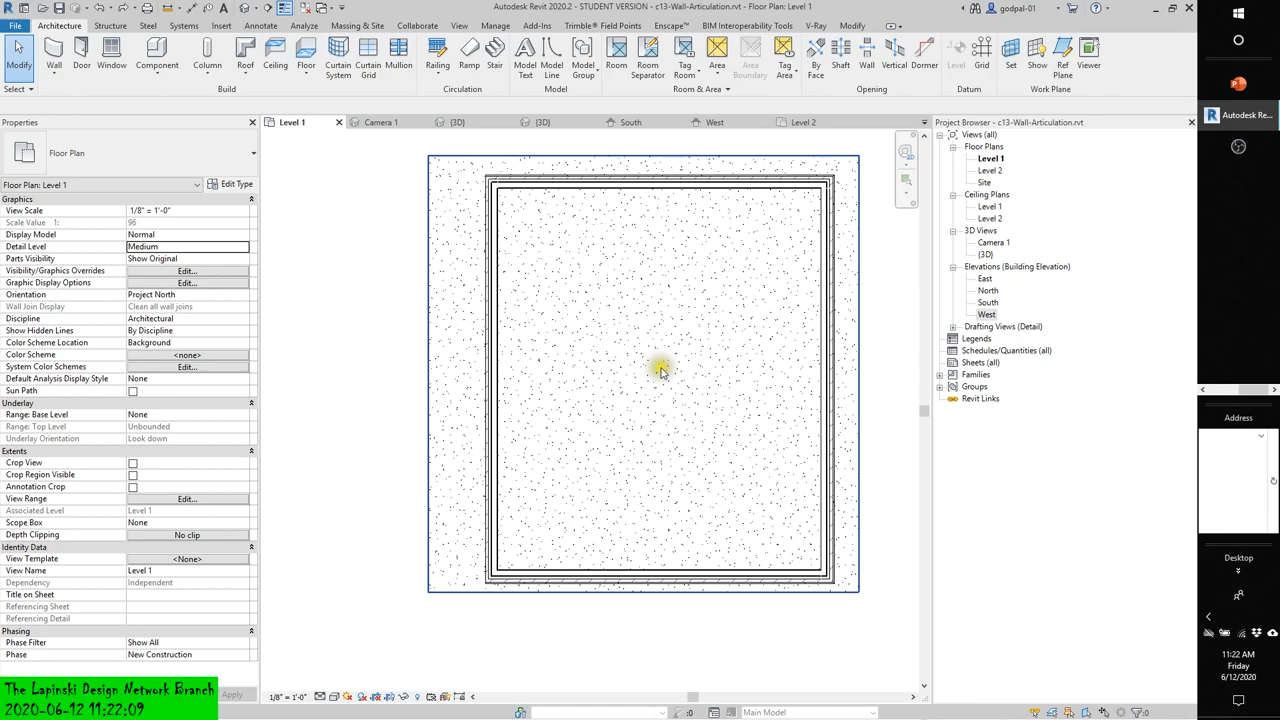 Autodesk Revit 2020.2 - STUDENT VERSION - c13-Wall-Articulation.rvt - Floor Plan: Level 1
godpal-01
File Architecture Structure Steel Systems Insert Annotate Analyze Massing & Site Collaborate View Manage Add-Ins Trimble® Field Points Enscape™ BIM Interoperability Tools V-Ray Modify
Modify Wall Door Window Component Column Roof Ceiling Floor Curtain System Curtain Grid Mullion Railing Ramp Stair Model Text Model Line Model Group Room Room Separator Tag Room Area Area Boundary Tag Area By Face Shaft Wall Vertical Dormer Level Grid Set Show Ref Plane Viewer
Select Build Circulation Model Room & Area Opening Datum Work Plane
Properties
Level 1 Camera 1 {3D} {3D} South West Level 2
Project Browser - c13-Wall-Articulation.rvt
Floor Plan
Floor Plan: Level 1 Edit Type
Graphics
View Scale 1/8" = 1'-0"
Scale Value 1: 96
Display Model Normal
Detail Level Medium
Parts Visibility Show Original
Visibility/Graphics Overrides Edit...
Graphic Display Options Edit...
Orientation Project North
Wall Join Display Clean all wall joins
Discipline Architectural
Show Hidden Lines By Discipline
Color Scheme Location Background
Color Scheme <none>
System Color Schemes Edit...
Default Analysis Display Style None
Sun Path
Underlay
Range: Base Level None
Range: Top Level Unbounded
Underlay Orientation Look down
Extents
Crop View
Crop Region Visible
Annotation Crop
View Range Edit...
Associated Level Level 1
Scope Box None
Depth Clipping No clip
Identity Data
View Template <None>
View Name Level 1
Dependency Independent
Title on Sheet
Referencing Sheet
Referencing Detail
Phasing
Phase Filter Show All
Phase New Construction
Apply
The Lapinski Design Network Branch
2020-06-12 11:22:09
1/8" = 1'-0"
:0 Main Model :0
Views (all)
Floor Plans
Level 1
Level 2
Site
Ceiling Plans
Level 1
Level 2
3D Views
Camera 1
{3D}
Elevations (Building Elevation)
East
North
South
West
Drafting Views (Detail)
Legends
Schedules/Quantities (all)
Sheets (all)
Families
Groups
Revit Links
Autodesk Re...
Address
Desktop
11:22 AM
Friday
6/12/2020